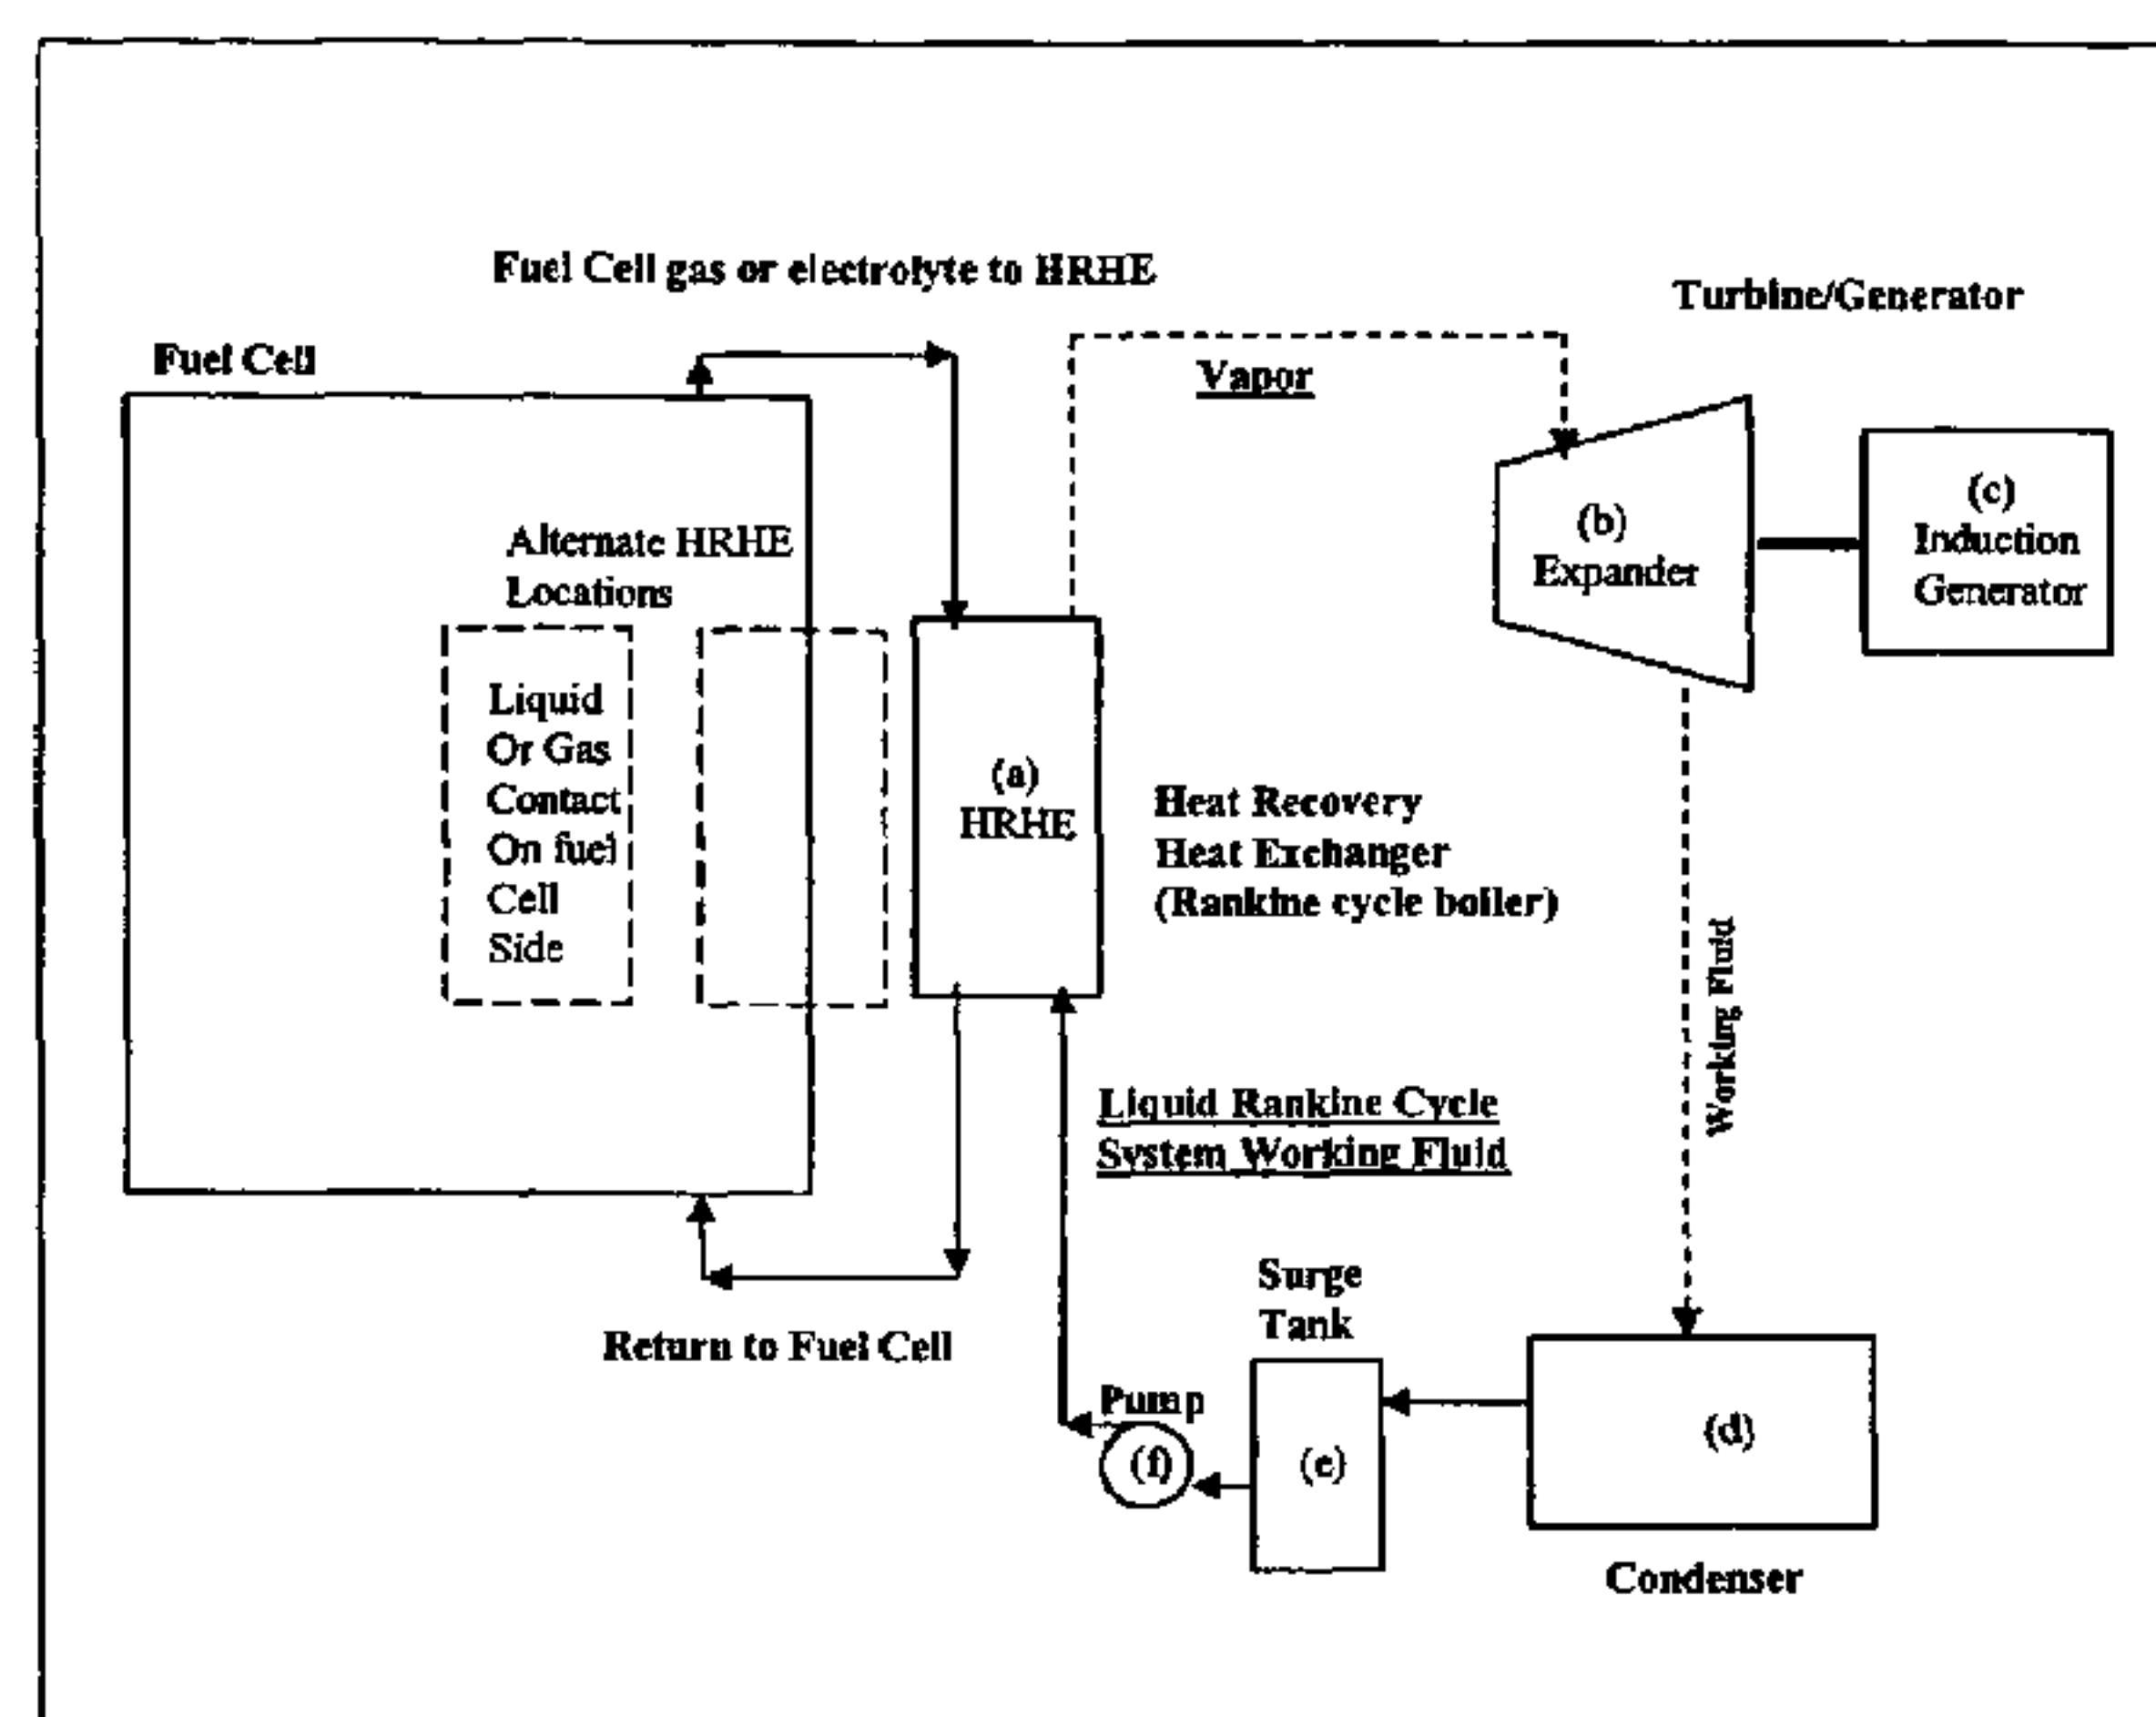 Fuel Cell gas or electrolyte to HRHE
Turbine/Generator
Fuel Cell
Vapor
(b)
Expander
(c)
Induction
Generator
Alternate HRHE
Locations
Liquid
Or Gas
Contact
On fuel
Cell
Side
(a)
HRHE
Heat Recovery
Heat Exchanger
(Rankine cycle boiler)
Working Fluid
Liquid Rankine Cycle
System Working Fluid
Return to Fuel Cell
Surge
Tank
Pump
(f)
(e)
(d)
Condenser